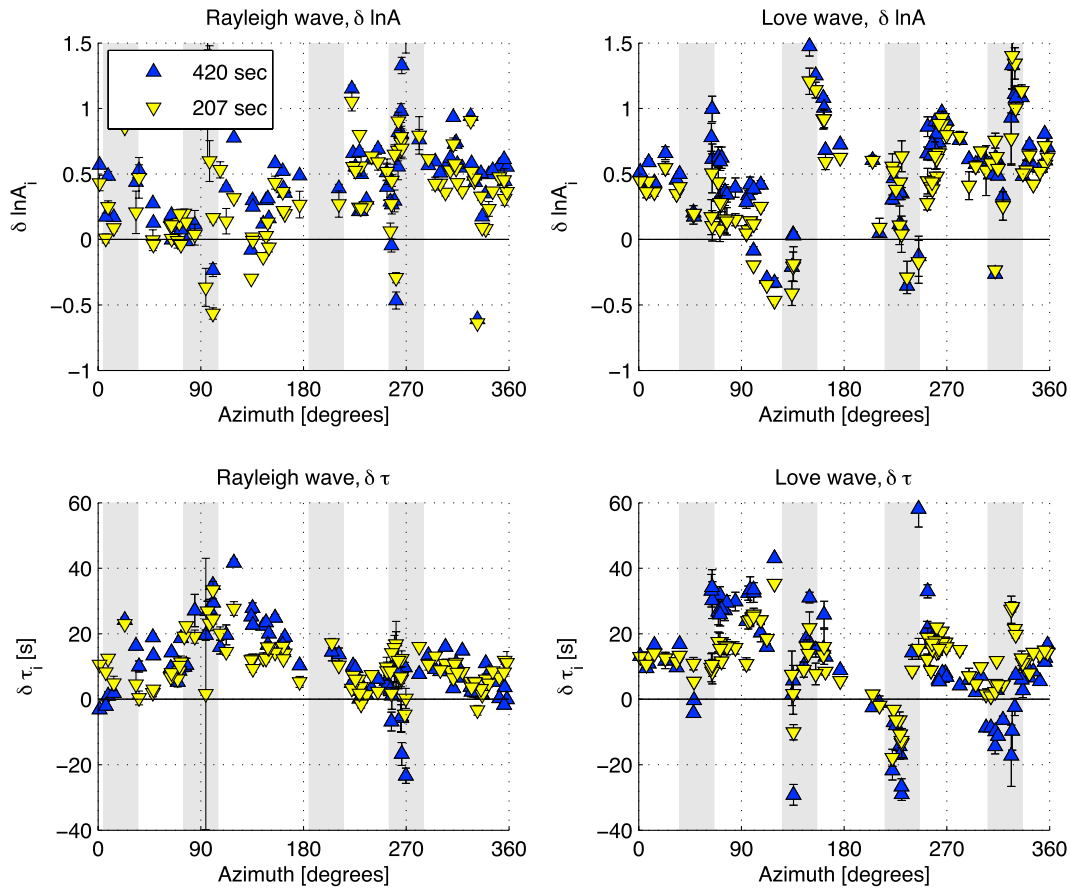 Rayleigh wave, δ lnA
1.5
1
0.5
0
−0.5
−1
δ lnAi
420 sec
207 sec
0 90 180 270 360
Azimuth [degrees]
Love wave, δ lnA
1.5
1
0.5
0
−0.5
−1
δ lnAi
0 90 180 270 360
Azimuth [degrees]
Rayleigh wave, δ τ
60
40
20
0
−20
−40
δ τi [s]
0 90 180 270 360
Azimuth [degrees]
Love wave, δ τ
60
40
20
0
−20
−40
δ τi [s]
0 90 180 270 360
Azimuth [degrees]